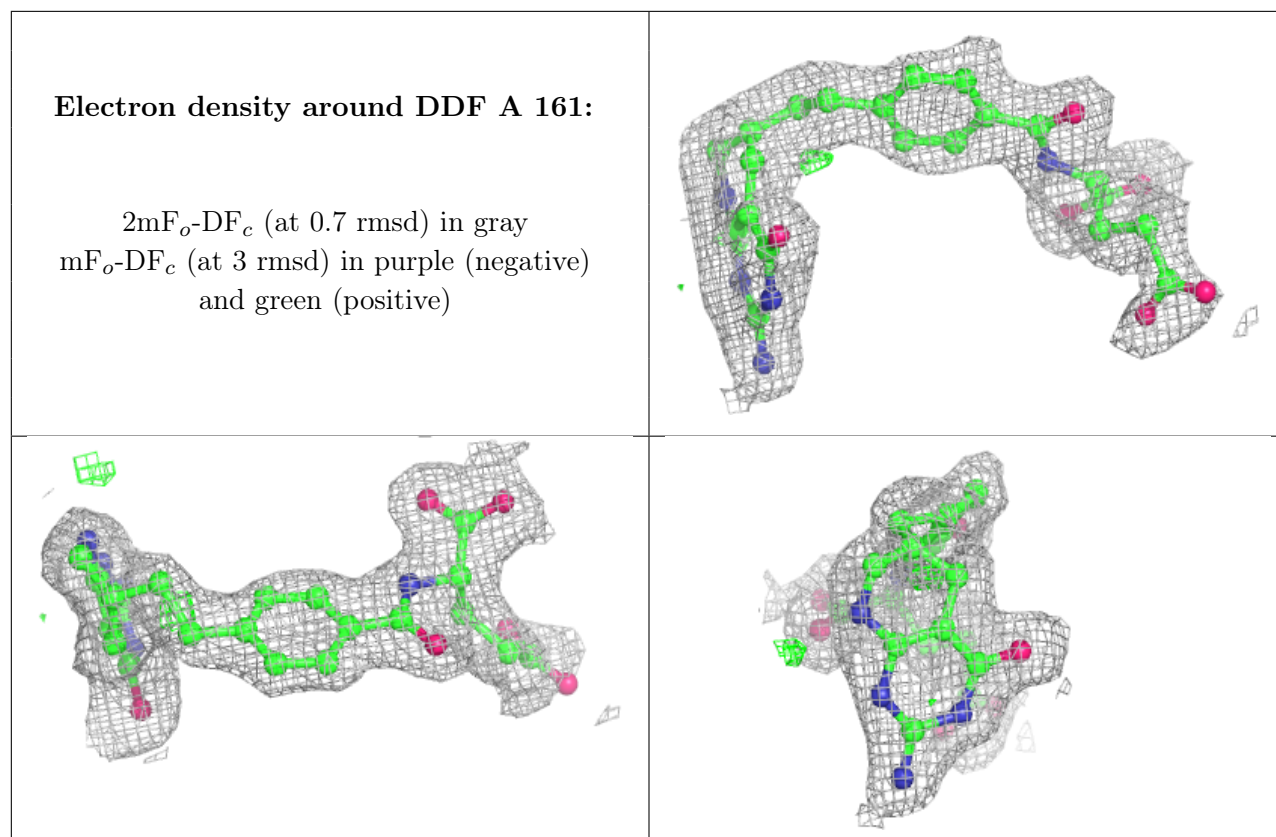 Electron density around DDF A 161:
2mFo-DFc (at 0.7 rmsd) in gray
mFo-DFc (at 3 rmsd) in purple (negative)
and green (positive)